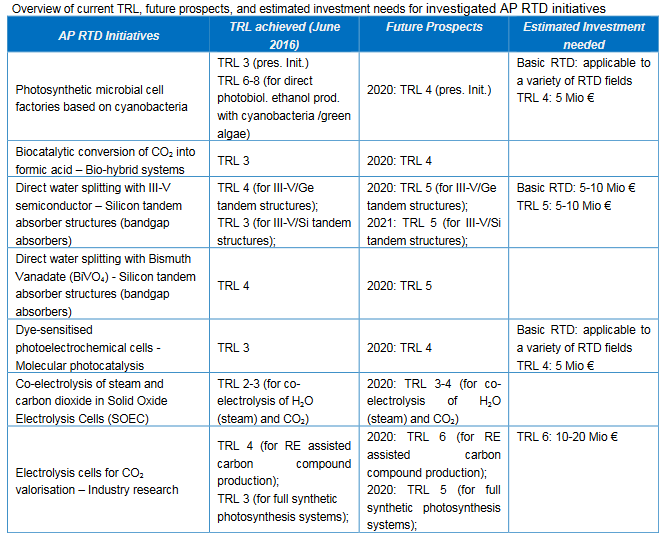 Overview of current TRL, future prospects, and estimated investment needs for investigated AP RTD initiatives
AP RTD Initiatives
TRL achieved (June
2016)
Future Prospects
Estimated Investment
needed
Photosynthetic microbial cell
factories based on cyanobacteria
TRL 3 (pres. Init.)
TRL 6-8 (for direct
photobiol. ethanol prod.
with cyanobacteria /green
algae)
2020: TRL 4 (pres. Init.)
Basic RTD: applicable to
a variety of RTD fields
TRL 4: 5 Mio €
Biocatalytic conversion of CO₂ into
formic acid – Bio-hybrid systems
TRL 3
2020: TRL 4
Direct water splitting with III-V
semiconductor – Silicon tandem
absorber structures (bandgap
absorbers)
TRL 4 (for III-V/Ge
tandem structures);
TRL 3 (for III-V/Si tandem
structures);
2020: TRL 5 (for III-V/Ge
tandem structures);
2021: TRL 5 (for III-V/Si
tandem structures);
Basic RTD: 5-10 Mio €
TRL 5: 5-10 Mio €
Direct water splitting with Bismuth
Vanadate (BiVO₄) - Silicon tandem
absorber structures (bandgap
absorbers)
TRL 4
2020: TRL 5
Dye-sensitised
photoelectrochemical cells -
Molecular photocatalysis
TRL 3
2020: TRL 4
Basic RTD: applicable to
a variety of RTD fields
TRL 4: 5 Mio €
Co-electrolysis of steam and
carbon dioxide in Solid Oxide
Electrolysis Cells (SOEC)
TRL 2-3 (for co-
electrolysis of H₂O
(steam) and CO₂)
2020: TRL 3-4 (for co-
electrolysis of H₂O
(steam) and CO₂)
Electrolysis cells for CO₂
valorisation – Industry research
TRL 4 (for RE assisted
carbon compound
production);
TRL 3 (for full synthetic
photosynthesis systems);
2020: TRL 6 (for RE
assisted carbon
compound production);
2020: TRL 5 (for full
synthetic photosynthesis
systems);
TRL 6: 10-20 Mio €